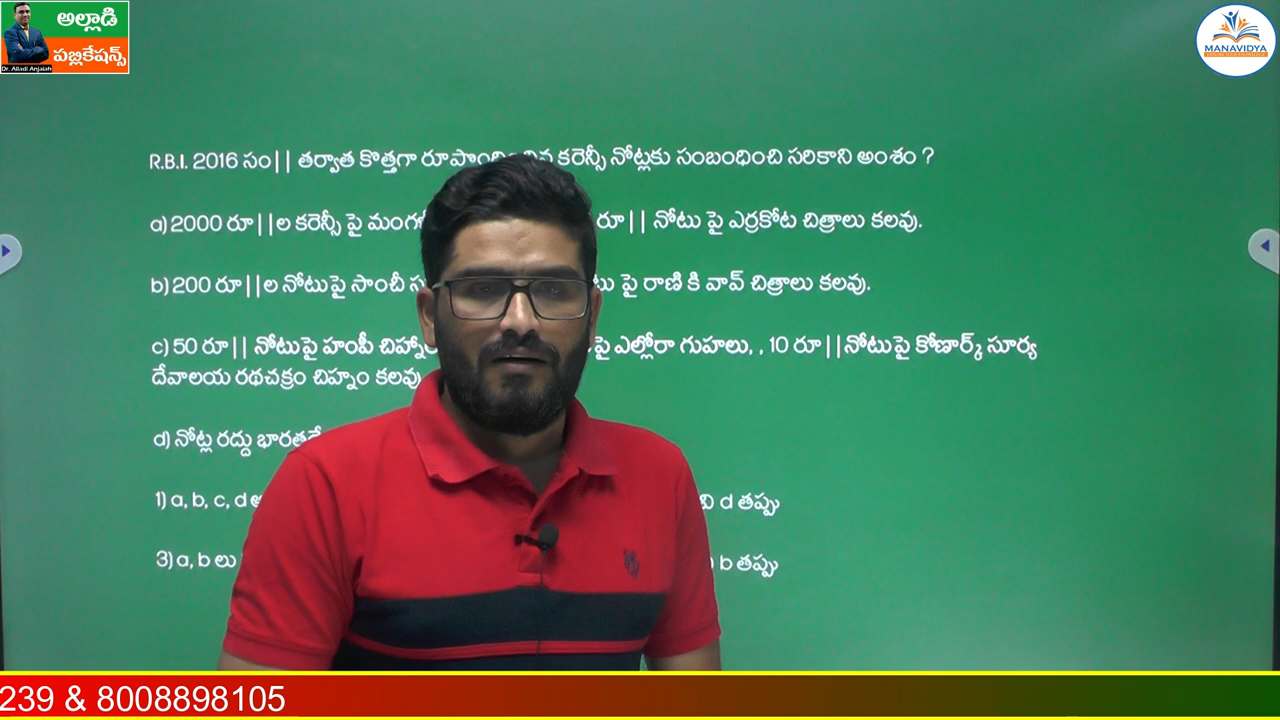 అల్లాడి
పబ్లికేషన్స్
Dr. Alladi Anjaiah
MANAVIDYA
R.B.I. 2016 సం|| తర్వాత కొత్తగా కరెన్సీ నోట్లకు సంబంధించి సరికాని అంశం ?
a) 2000 రూ||ల కరెన్సీ పై రూ|| నోటు పై ఎర్రకోట చిత్రాలు కలవు.
b) 200 రూ||ల నోటుపై సాంచీ పై రాణి కి వావ్ చిత్రాలు కలవు.
c) 50 రూ|| నోటుపై హంపీ పై ఎల్లోరా గుహలు, , 10 రూ||నోటుపై కోణార్క్ సూర్య
దేవాలయ రథచక్రం చిహ్నం కలవు
d) నోట్ల రద్దు
1) a, b, c, d d తప్పు
3) a, b లు b తప్పు
239 & 8008898105